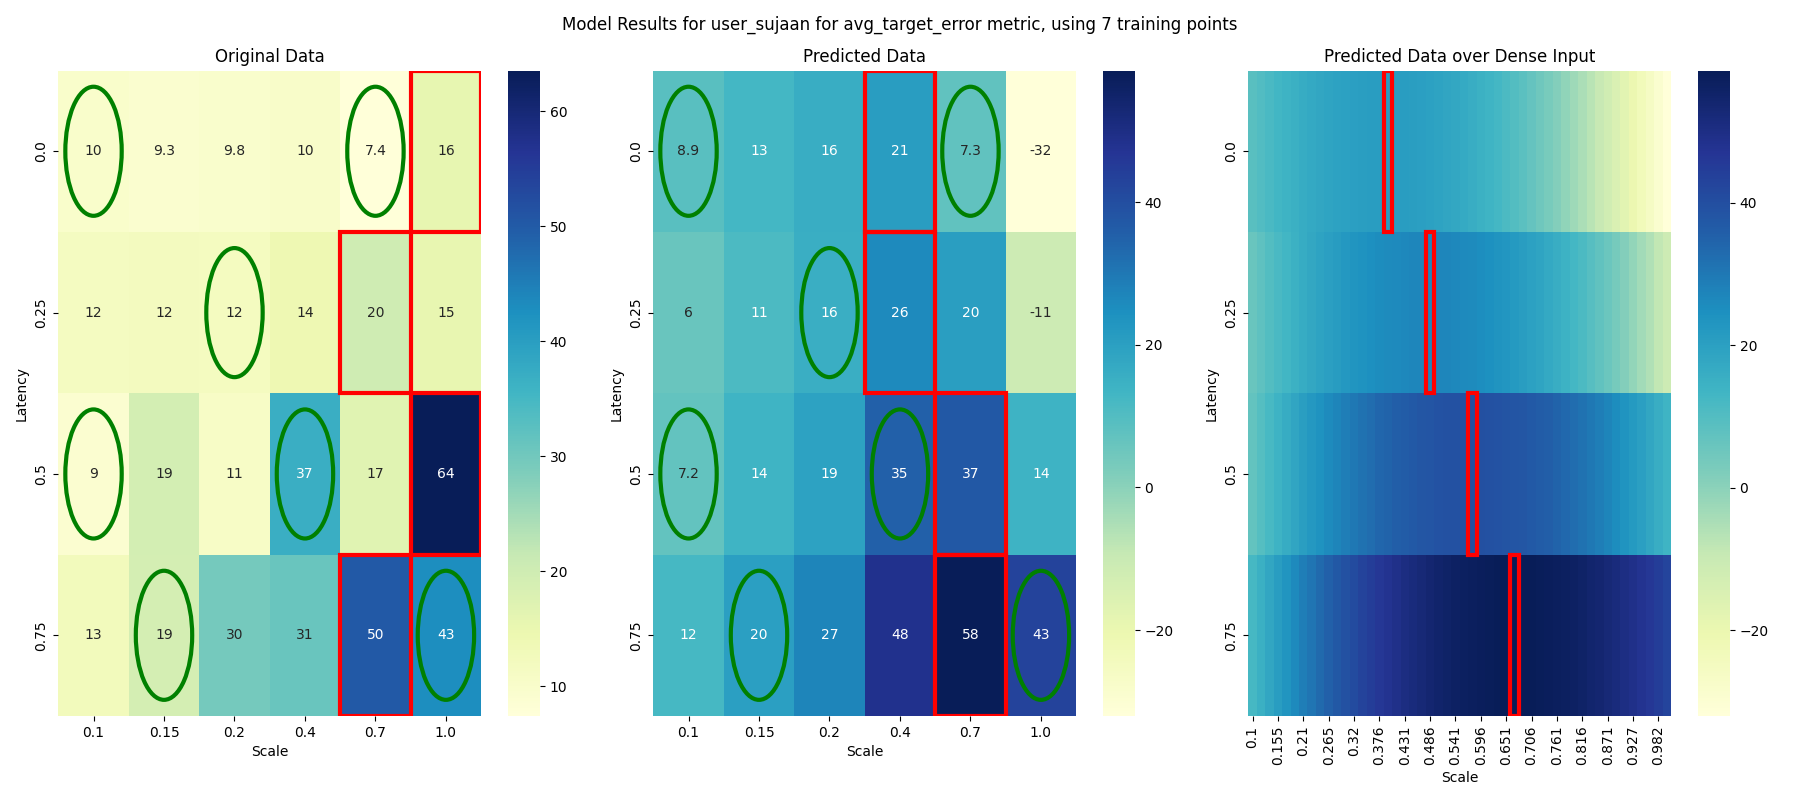 Model Results for user_sujaan for avg_target_error metric, using 7 training points
Original Data
Latency
0.0 10 9.3 9.8 10 7.4 16
0.25 12 12 12 14 20 15
0.5 9 19 11 37 17 64
0.75 13 19 30 31 50 43
0.1 0.15 0.2 0.4 0.7 1.0
Scale
60
50
40
30
20
10
Predicted Data
Latency
0.0 8.9 13 16 21 7.3 -32
0.25 6 11 16 26 20 -11
0.5 7.2 14 19 35 37 14
0.75 12 20 27 48 58 43
0.1 0.15 0.2 0.4 0.7 1.0
Scale
40
20
0
−20
Predicted Data over Dense Input
Latency
0.0
0.25
0.5
0.75
0.1 0.155 0.21 0.265 0.32 0.376 0.431 0.486 0.541 0.596 0.651 0.706 0.761 0.816 0.871 0.927 0.982
Scale
40
20
0
−20